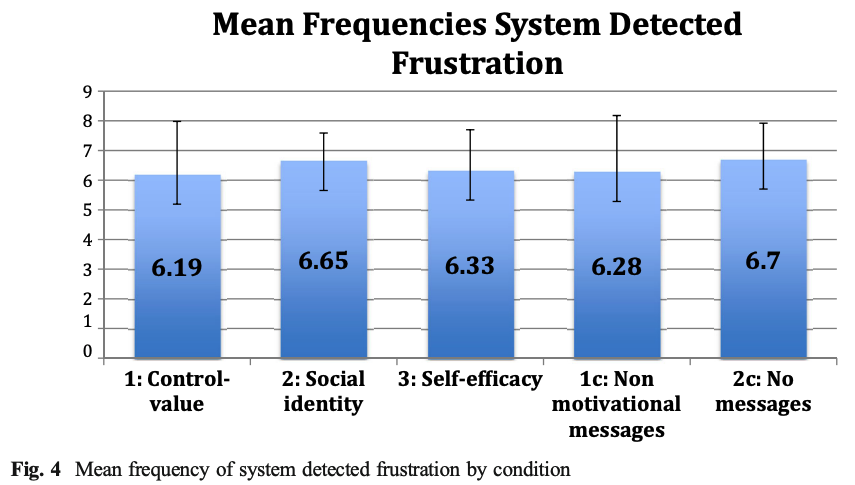 Mean Frequencies System Detected
Frustration
9
8
7
6
5
4
3
2
1
0
6.19
6.65
6.33
6.28
6.7
1: Control-
value
2: Social
identity
3: Self-efficacy
1c: Non
motivational
messages
2c: No
messages
Fig. 4 Mean frequency of system detected frustration by condition